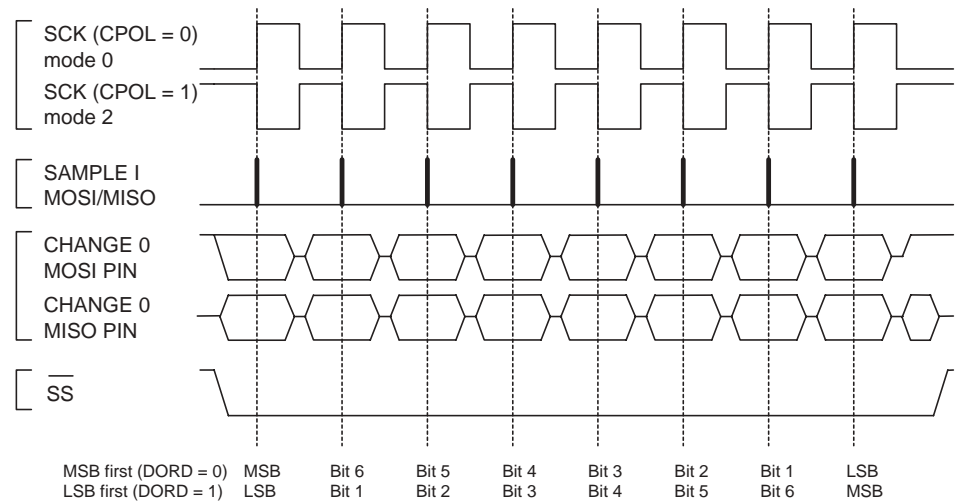 SCK (CPOL = 0)
mode 0
SCK (CPOL = 1)
mode 2
SAMPLE I
MOSI/MISO
CHANGE 0
MOSI PIN
CHANGE 0
MISO PIN
SS
MSB first (DORD = 0) MSB Bit 6 Bit 5 Bit 4 Bit 3 Bit 2 Bit 1 LSB
LSB first (DORD = 1) LSB Bit 1 Bit 2 Bit 3 Bit 4 Bit 5 Bit 6 MSB